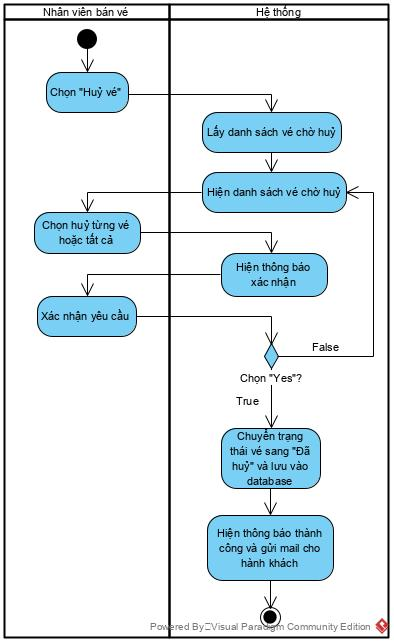 Nhân viên bán vé
Hệ thống
Chọn "Huỷ vé"
Lấy danh sách vé chờ huỷ
Hiện danh sách vé chờ huỷ
Chọn huỷ từng vé
hoặc tất cả
Hiện thông báo
xác nhận
Xác nhận yêu cầu
False
Chọn "Yes"?
True
Chuyển trạng
thái vé sang "Đã
huỷ" và lưu vào
database
Hiện thông báo thành
công và gửi mail cho
hành khách
Powered By Visual Paradigm Community Edition